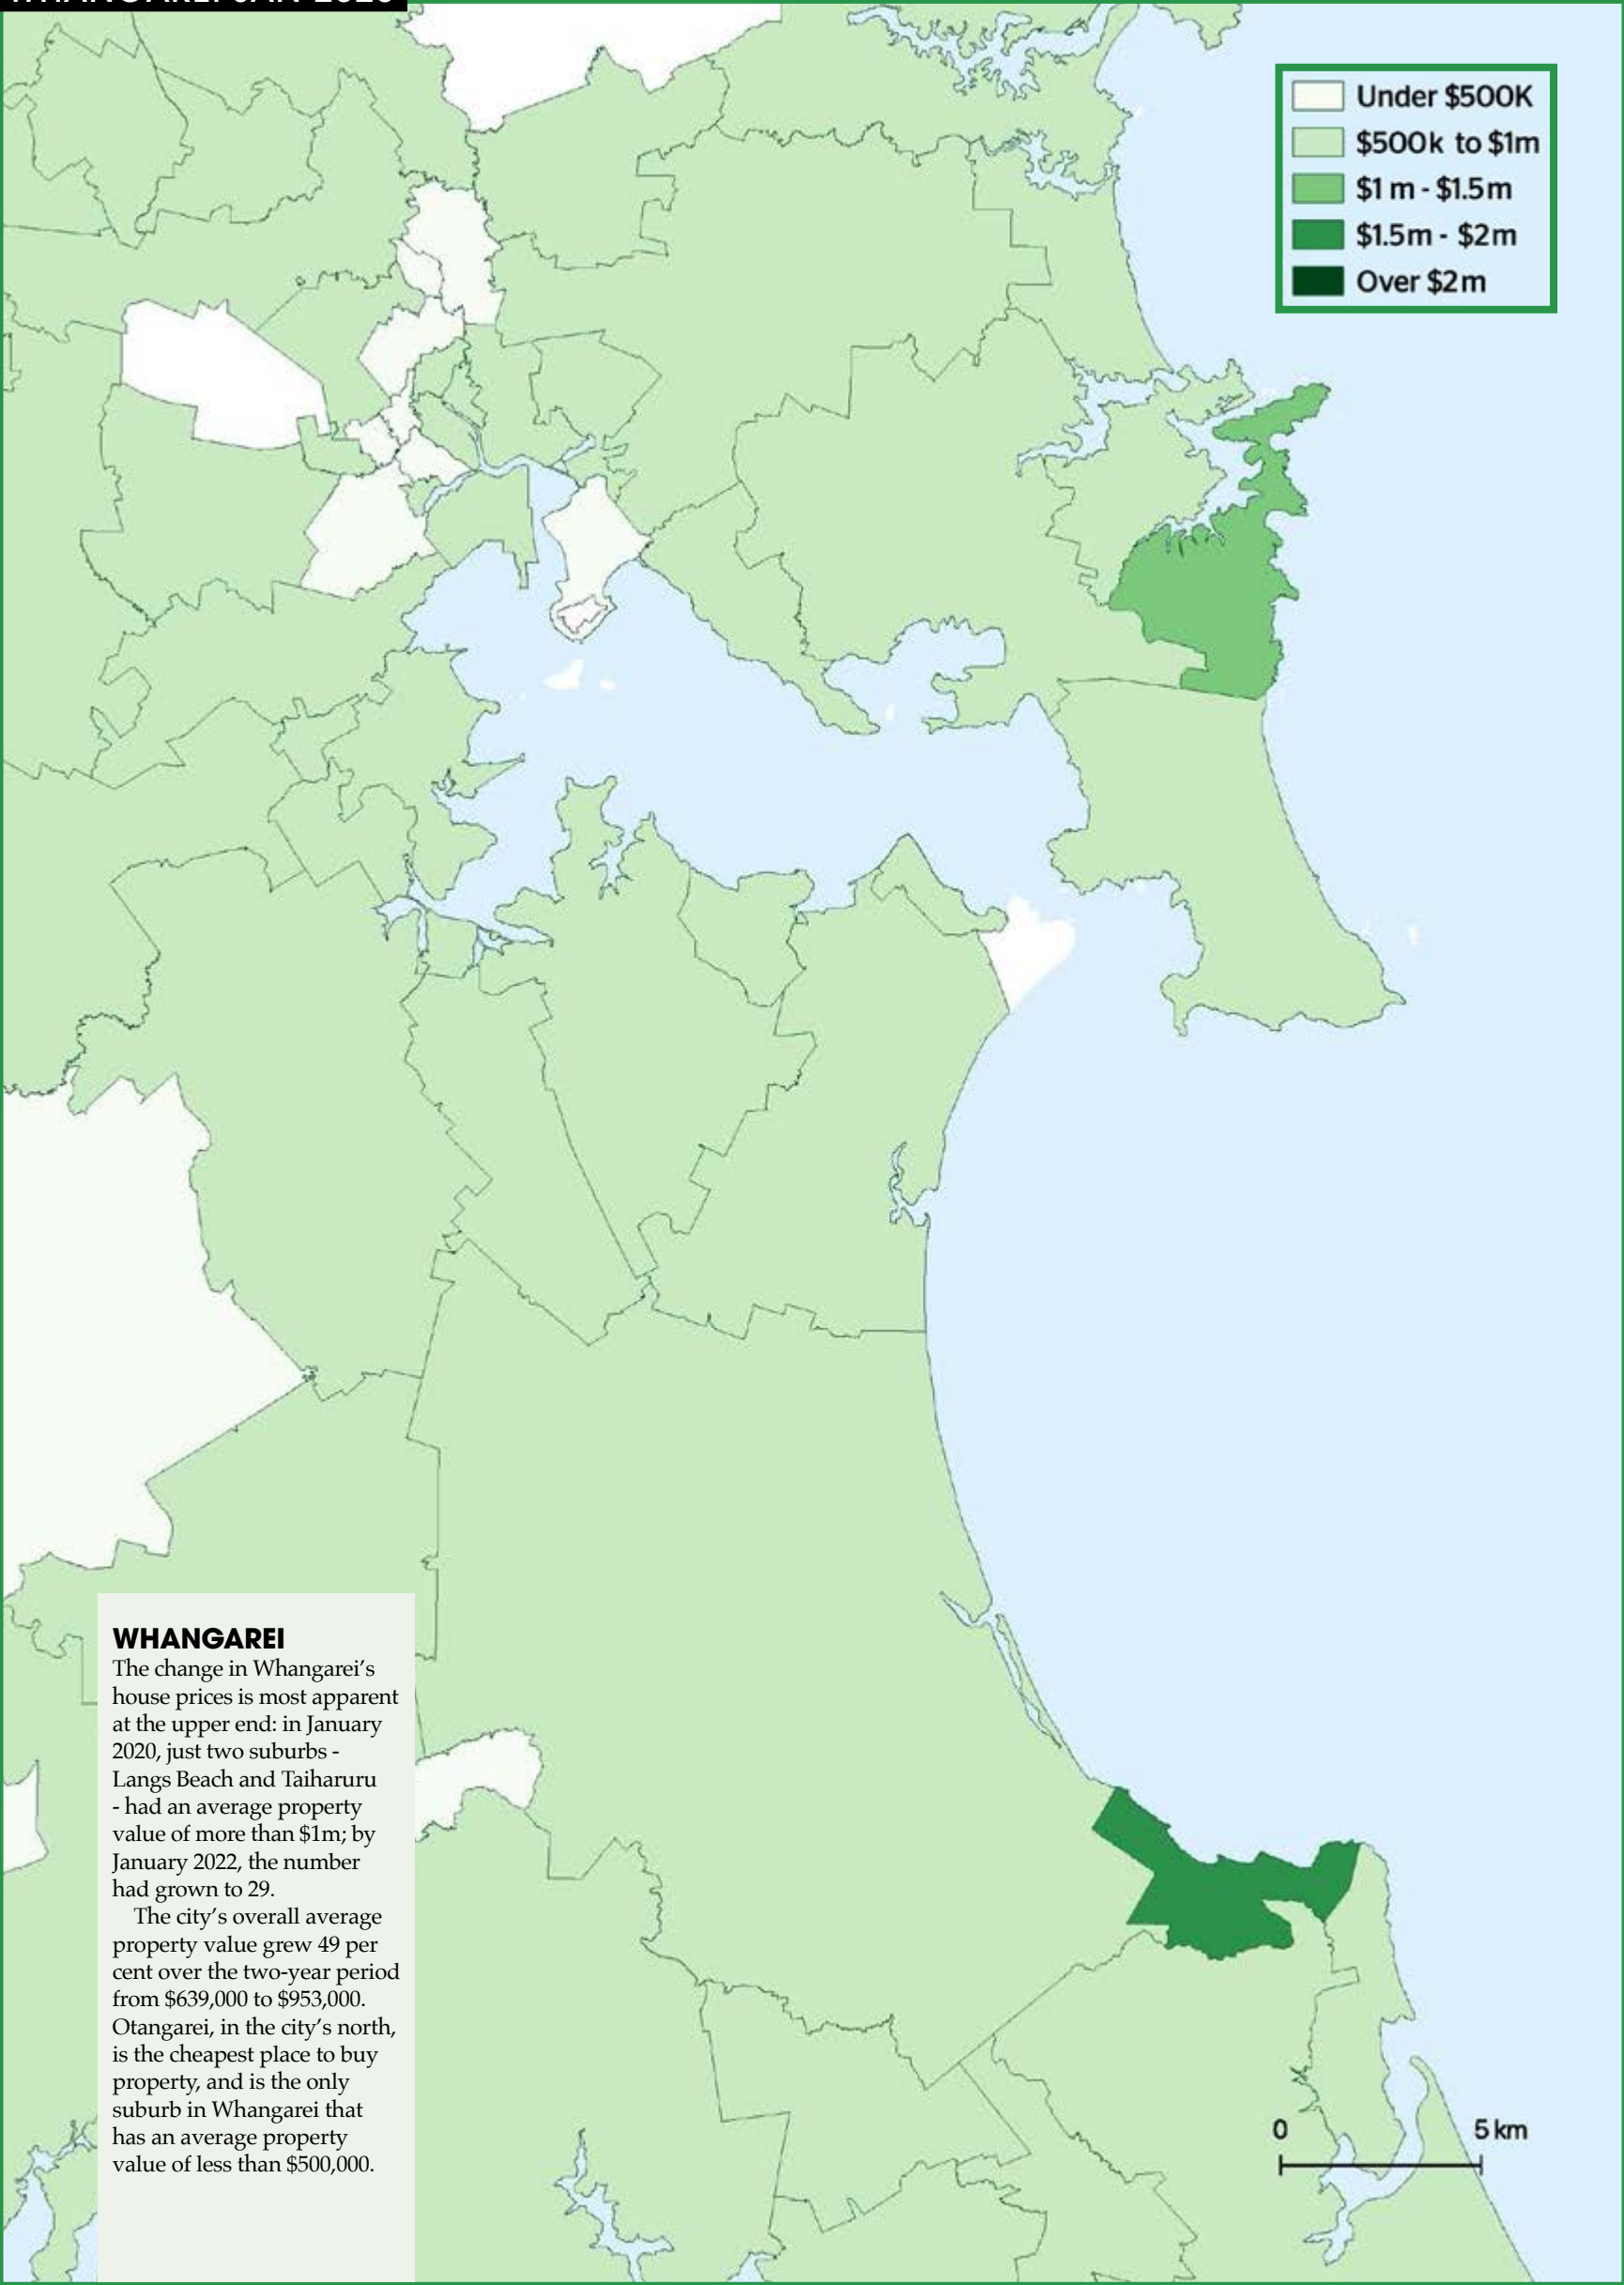 WHANGAREI: JAN 2020
Under $500K
$500k to $1m
$1 m - $1.5m
$1.5m - $2m
Over $2m
WHANGAREI
The change in Whangarei's
house prices is most apparent
at the upper end: in January
2020, just two suburbs -
Langs Beach and Taiharuru
- had an average property
value of more than $1m; by
January 2022, the number
had grown to 29.
The city's overall average
property value grew 49 per
cent over the two-year period
from $639,000 to $953,000.
Otangarei, in the city's north,
is the cheapest place to buy
property, and is the only
suburb in Whangarei that
has an average property
value of less than $500,000.
0 5 km